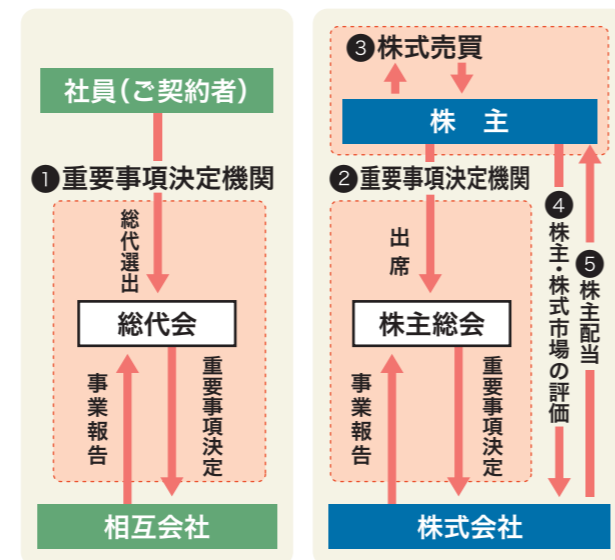 社員(ご契約者)
❶重要事項決定機関
総代選出
総代会
事業報告
重要事項決定
相互会社
❸株式売買
株 主
❷重要事項決定機関
出席
株主総会
事業報告
重要事項決定
❹株主・株式市場の評価
❺株主配当
株式会社